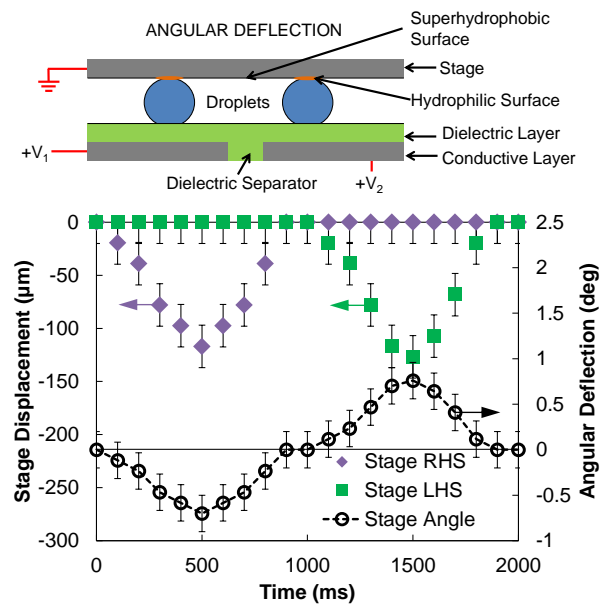 ANGULAR DEFLECTION
Superhydrophobic
Surface
Stage
Droplets
Hydrophilic Surface
Dielectric Layer
+V1
Conductive Layer
Dielectric Separator
+V2
Stage Displacement (µm)
0
-50
-100
-150
-200
-250
-300
2.5
2
1.5
1
0.5
0
-0.5
-1
Angular Deflection (deg)
Stage RHS
Stage LHS
Stage Angle
0
500
1000
1500
2000
Time (ms)